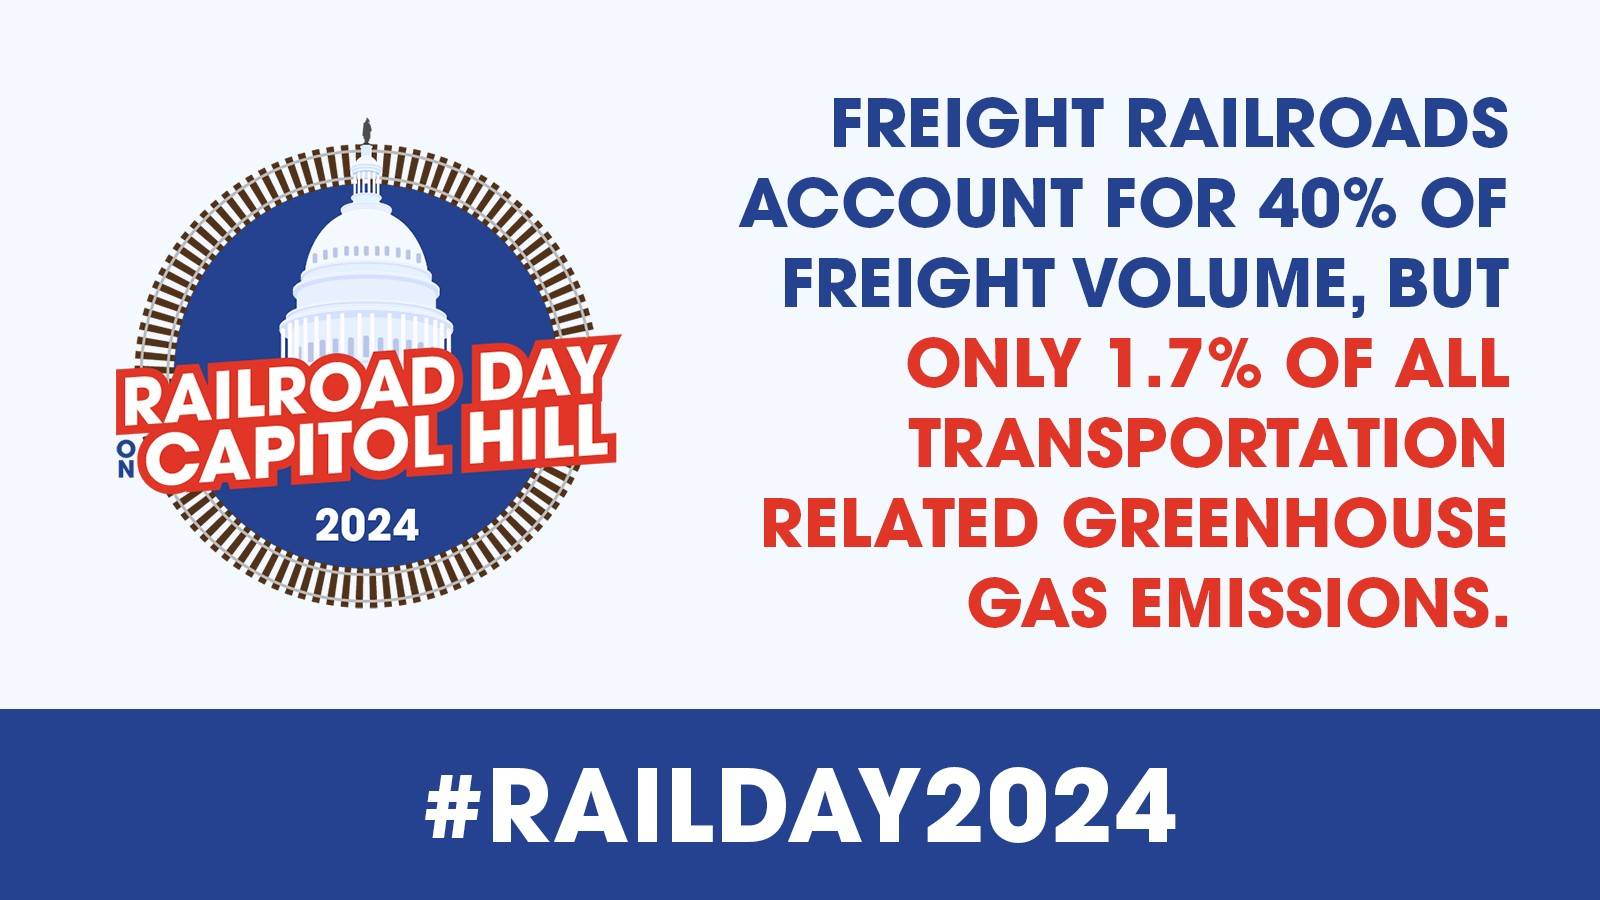 RAILROAD DAY
ON
CAPITOL HILL
2024
FREIGHT RAILROADS
ACCOUNT FOR 40% OF
FREIGHT VOLUME, BUT
ONLY 1.7% OF ALL
TRANSPORTATION
RELATED GREENHOUSE
GAS EMISSIONS.
#RAILDAY2024